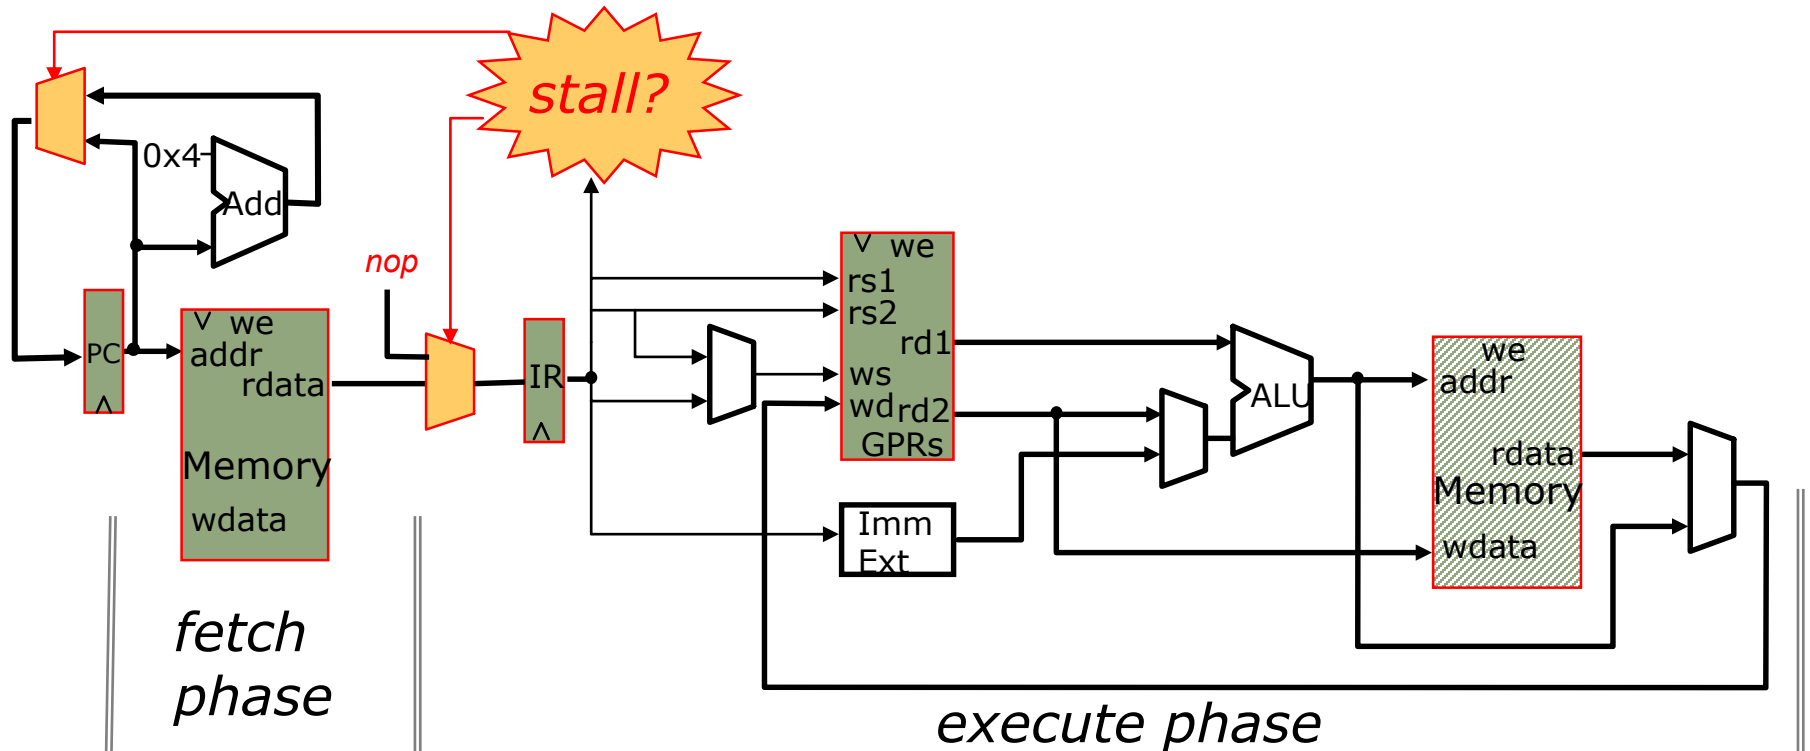 stall?
0x4
Add
nop
we
rs1
rs2
rd1
ws
wd rd2
GPRs
PC
we
addr
rdata
Memory
wdata
IR
ALU
we
addr
rdata
Memory
wdata
Imm
Ext
fetch
phase
execute phase